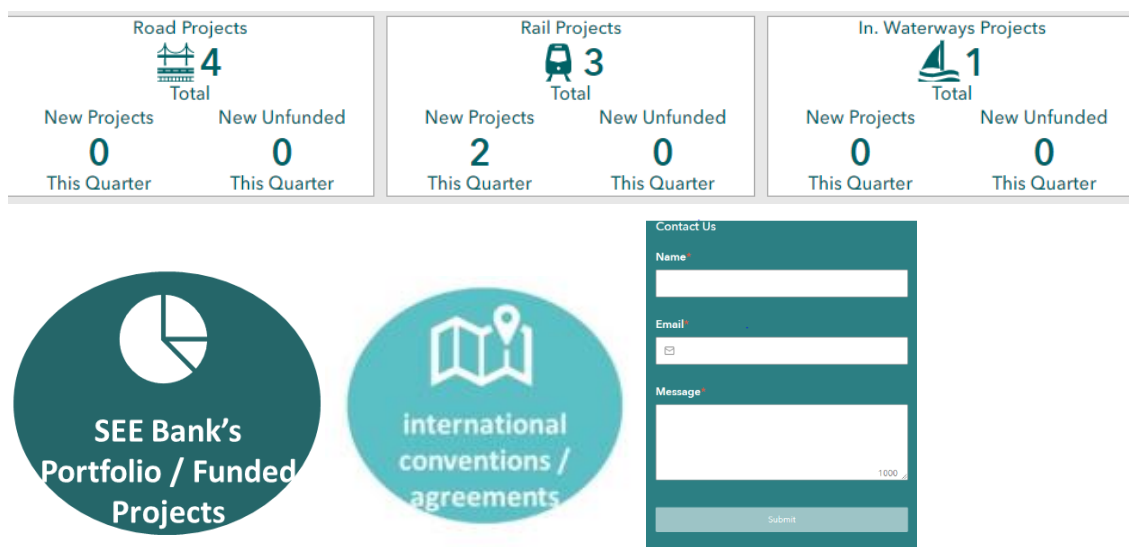 Road Projects
4
Total
New Projects New Unfunded
0 0
This Quarter This Quarter
Rail Projects
3
Total
New Projects New Unfunded
2 0
This Quarter This Quarter
In. Waterways Projects
1
Total
New Projects New Unfunded
0 0
This Quarter This Quarter
SEE Bank's
Portfolio / Funded
Projects
international
conventions /
agreements
Contact Us
Name*
Email*
Message*
1000
Submit